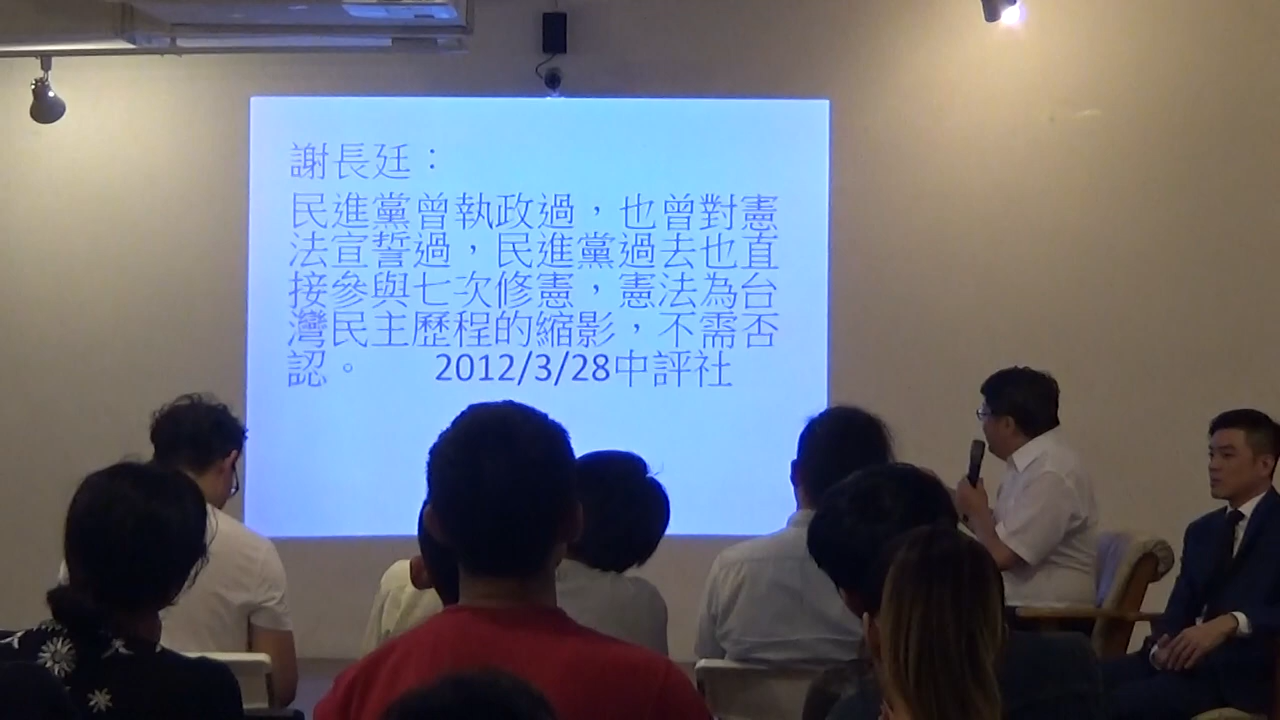 謝長廷：
民進黨曾執政過，也曾對憲
法宣誓過，民進黨過去也直
接參與七次修憲，憲法為台
灣民主歷程的縮影，不需否
認。 2012/3/28中評社